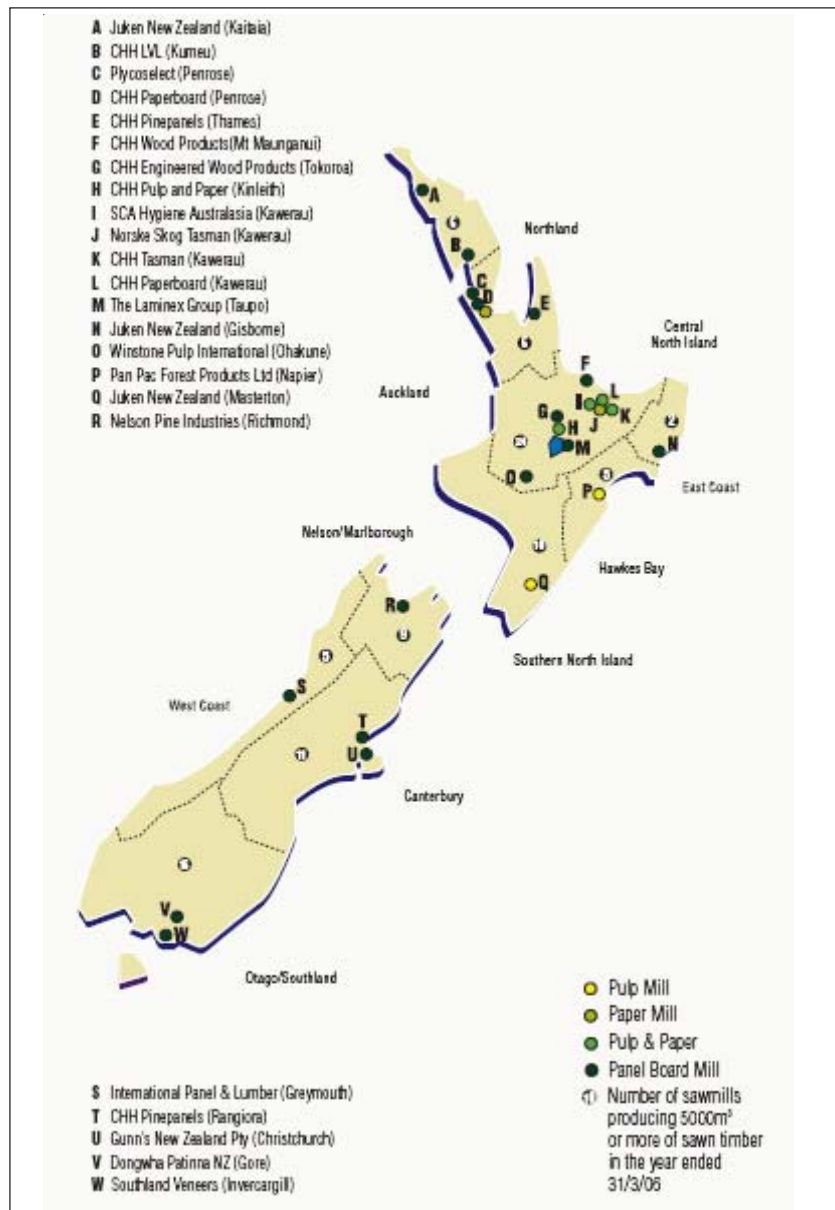 A Juken New Zealand (Kaitaia)
B CHH LVL (Kumeu)
C Plycoselect (Penrose)
D CHH Paperboard (Penrose)
E CHH Pinepanels (Thames)
F CHH Wood Products(Mt Maunganui)
G CHH Engineered Wood Products (Tokoroa)
H CHH Pulp and Paper (Kinleith)
I SCA Hygiene Australasia (Kawerau)
J Norske Skog Tasman (Kawerau)
K CHH Tasman (Kawerau)
L CHH Paperboard (Kawerau)
M The Laminex Group (Taupo)
N Juken New Zealand (Gisborne)
O Winstone Pulp International (Ohakune)
P Pan Pac Forest Products Ltd (Napier)
Q Juken New Zealand (Masterton)
R Nelson Pine Industries (Richmond)
A
Northland
B
C
D
E
Central
North Island
F
Auckland
I
L
G
J
K
H
2
M
N
O
P
East Coast
Nelson/Marlborough
Hawkes Bay
Q
R
9
Southern North Island
S
West Coast
T
U
Canterbury
V
W
Otago/Southland
Pulp Mill
Paper Mill
Pulp & Paper
Panel Board Mill
Number of sawmills
producing 5000m³
or more of sawn timber
in the year ended
31/3/06
S International Panel & Lumber (Greymouth)
T CHH Pinepanels (Rangiora)
U Gunn's New Zealand Pty (Christchurch)
V Dongwha Patinna NZ (Gore)
W Southland Veneers (Invercargill)